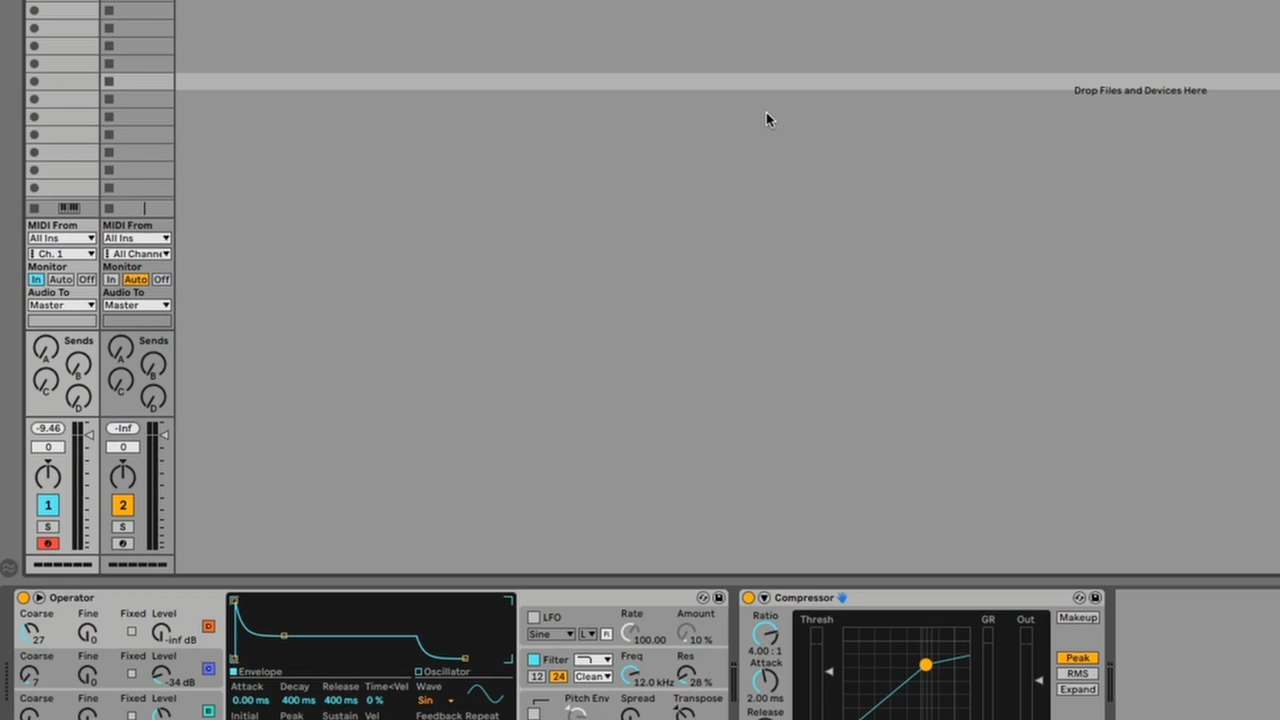 Drop Files and Devices Here
MIDI From MIDI From
All Ins All Ins
Ch. 1 All Chann
Monitor Monitor
In Auto Off In Auto Off
Audio To Audio To
Master Master
Sends Sends
A B A B
C D C D
-9.46 -Inf
0 0
1 2
S S
Operator
Coarse Fine Fixed Level
27 0 -inf dB D
Coarse Fine Fixed Level
7 0 -34 dB C
Coarse Fine Fixed Level
B
Envelope Oscillator
Attack Decay Release Time<Vel Wave
0.00 ms 400 ms 400 ms 0 % Sin
Initial Peak Sustain Vel Feedback Repeat
LFO Rate Amount
Sine L R 100.00 10 %
Filter Freq Res
12 24 Clean 12.0 kHz 28 %
Pitch Env Spread Transpose
Compressor
Ratio
4.00 : 1
Attack
2.00 ms
Release
Thresh GR Out
Makeup
Peak
RMS
Expand